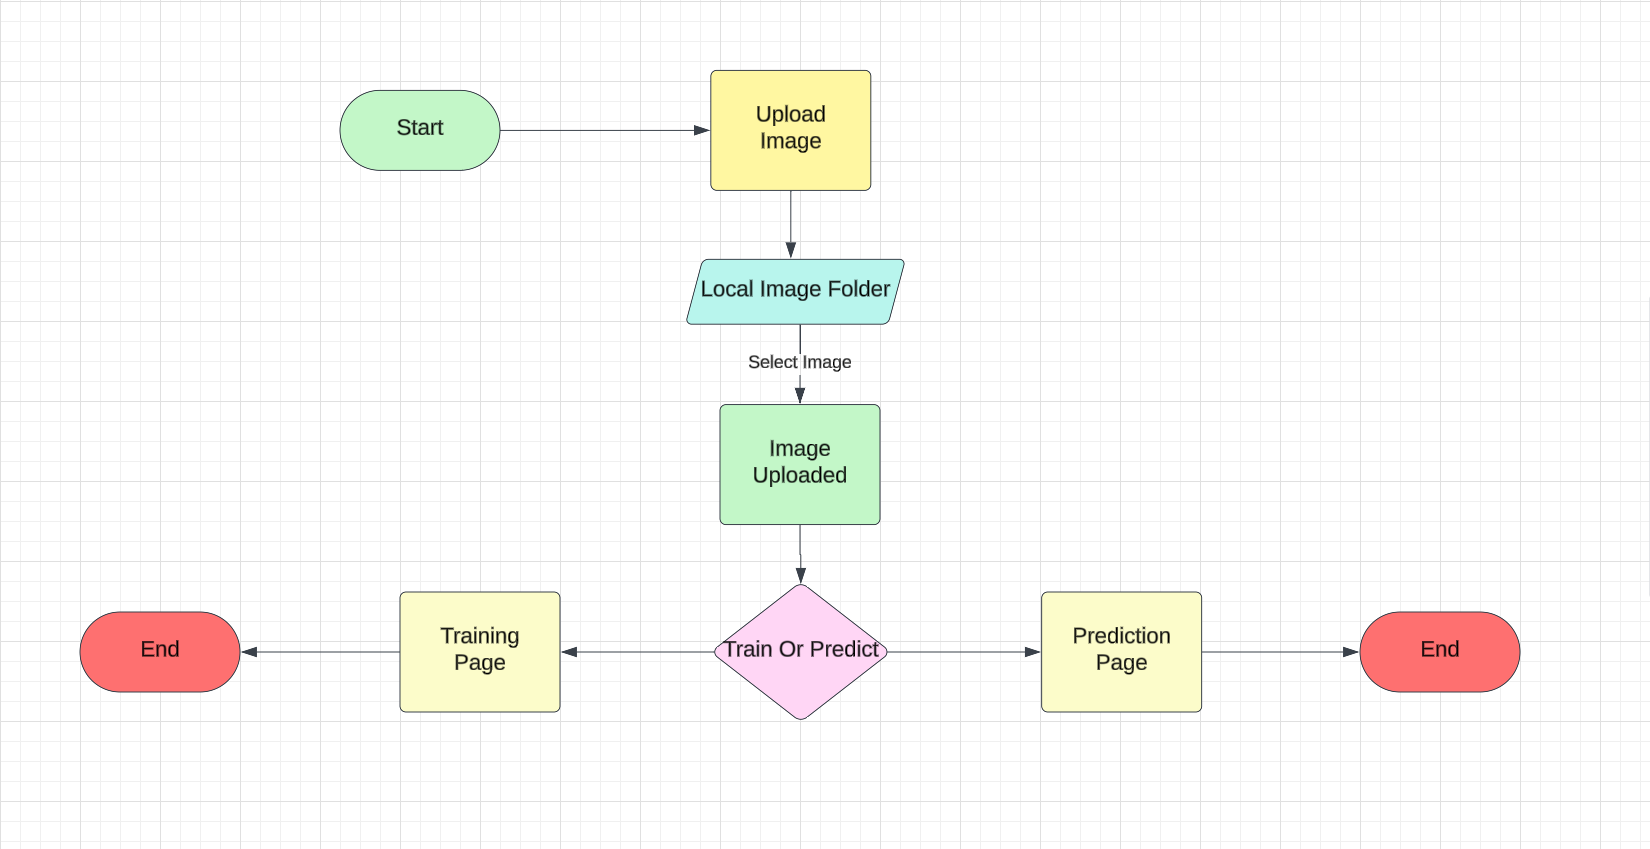 Start
Upload
Image
Local Image Folder
Select Image
Image
Uploaded
End
Training
Page
Train Or Predict
Prediction
Page
End